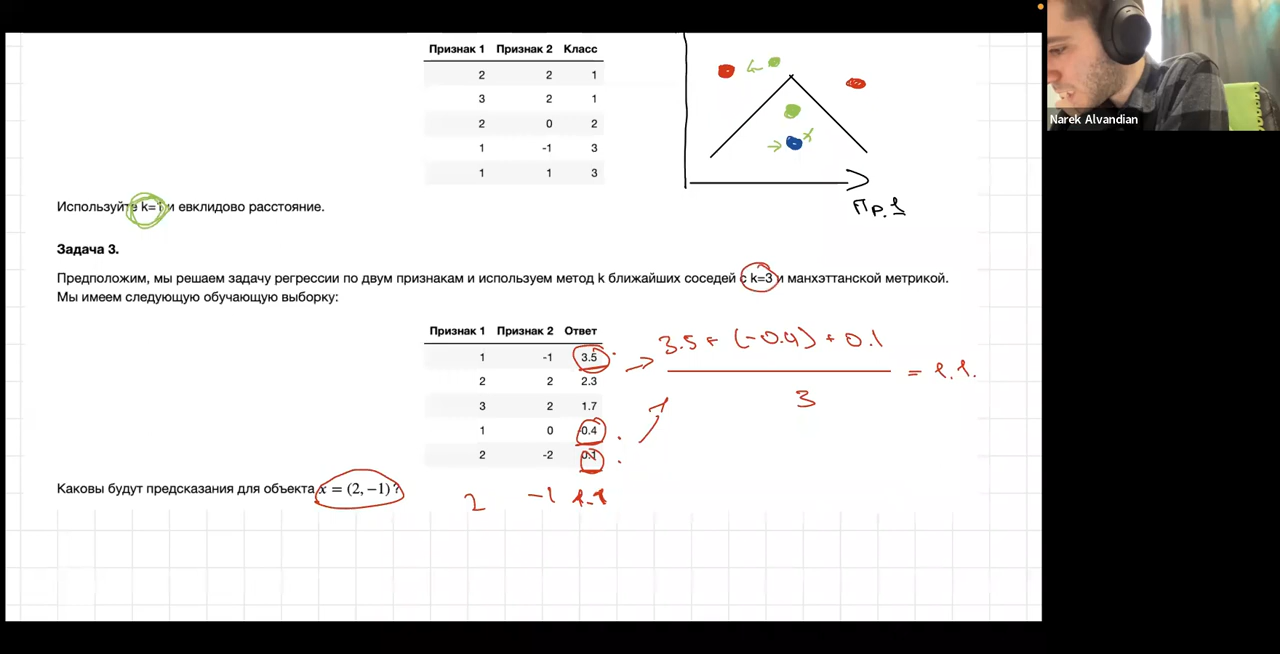 Признак 1 Признак 2 Класс
2 2 1
3 2 1
2 0 2
1 -1 3
1 1 3
Пр. 1
Narek Alvandian
Используйте k=1 и евклидово расстояние.
Задача 3.
Предположим, мы решаем задачу регрессии по двум признакам и используем метод k ближайших соседей с k=3 и манхэттанской метрикой.
Мы имеем следующую обучающую выборку:
Признак 1 Признак 2 Ответ
1 -1 3.5
2 2 2.3
3 2 1.7
1 0 -0.4
2 -2 0.1
3.5 + (-0.4) + 0.1
3
= 1.1.
Каковы будут предсказания для объекта x = (2, −1)?
2 -1 1.1